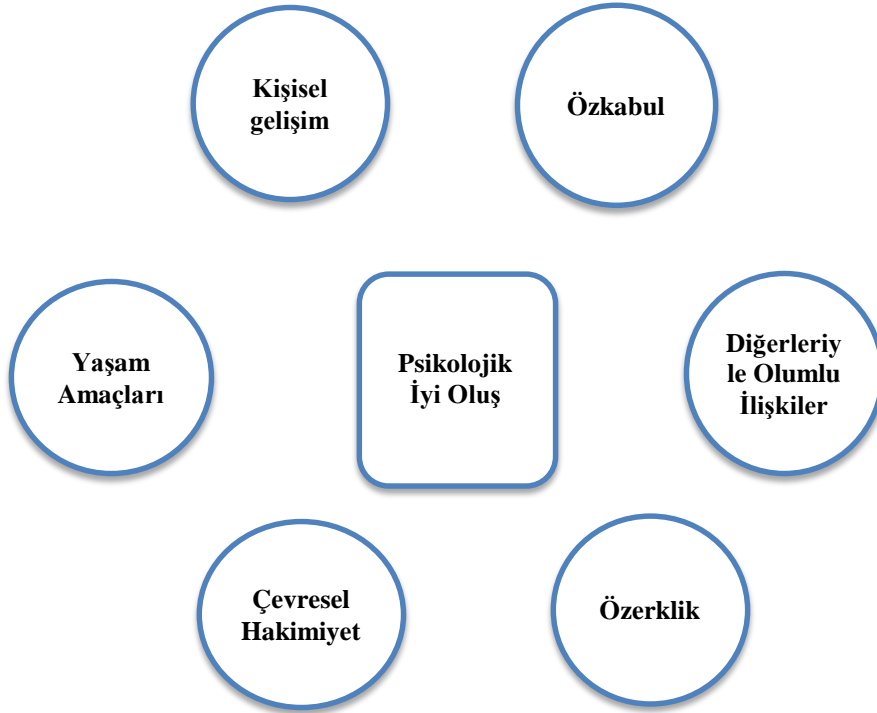 Kişisel
gelişim
Özkabul
Yaşam
Amaçları
Psikolojik
İyi Oluş
Diğerleriy
le Olumlu
İlişkiler
Çevresel
Hakimiyet
Özerklik